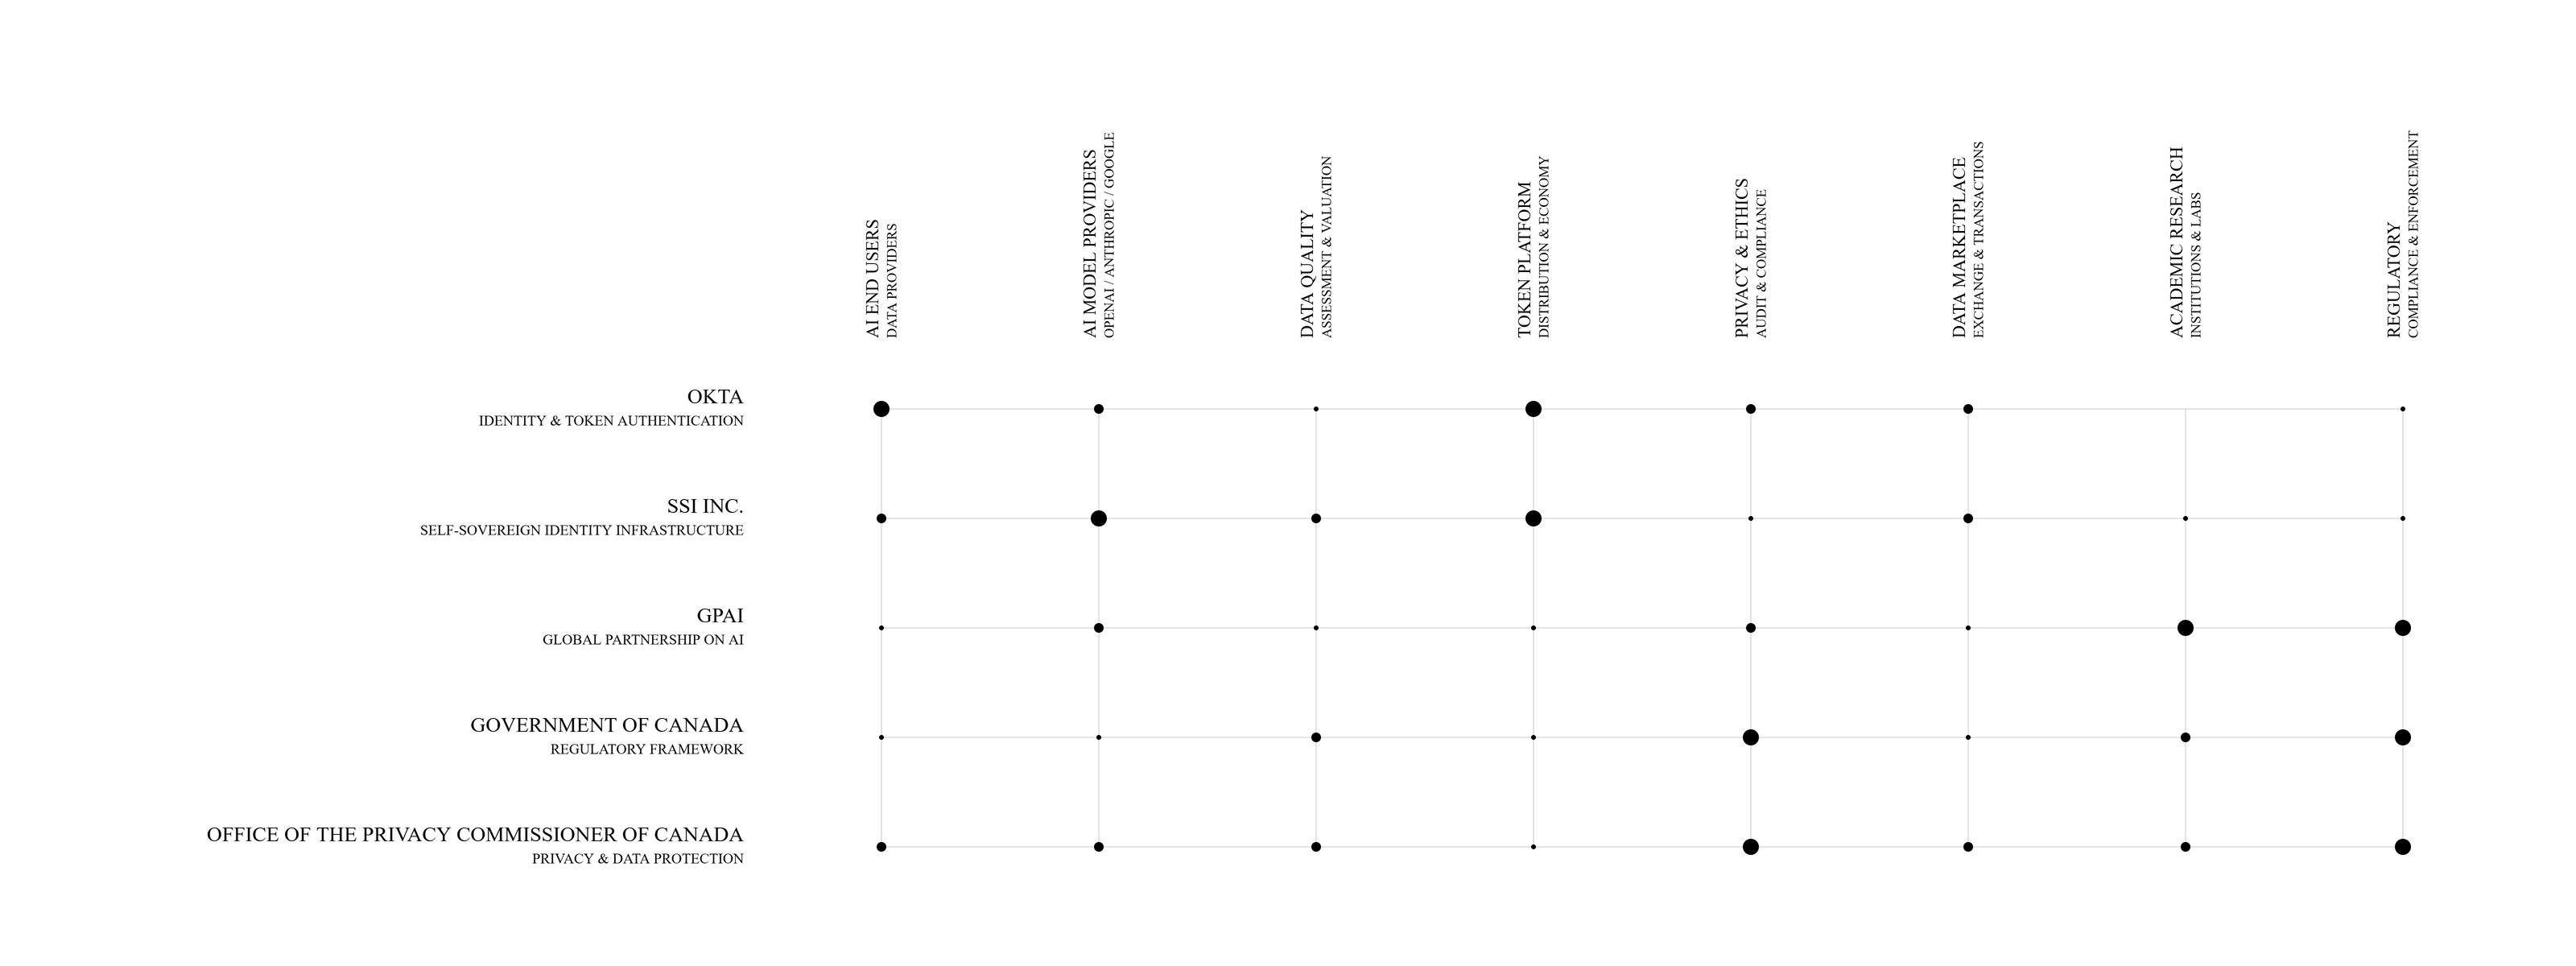 AI END USERS
DATA PROVIDERS
AI MODEL PROVIDERS
OPENAI / ANTHROPIC / GOOGLE
DATA QUALITY
ASSESSMENT & VALUATION
TOKEN PLATFORM
DISTRIBUTION & ECONOMY
PRIVACY & ETHICS
AUDIT & COMPLIANCE
DATA MARKETPLACE
EXCHANGE & TRANSACTIONS
ACADEMIC RESEARCH
INSTITUTIONS & LABS
REGULATORY
COMPLIANCE & ENFORCEMENT
OKTA
IDENTITY & TOKEN AUTHENTICATION
SSI INC.
SELF-SOVEREIGN IDENTITY INFRASTRUCTURE
GPAI
GLOBAL PARTNERSHIP ON AI
GOVERNMENT OF CANADA
REGULATORY FRAMEWORK
OFFICE OF THE PRIVACY COMMISSIONER OF CANADA
PRIVACY & DATA PROTECTION